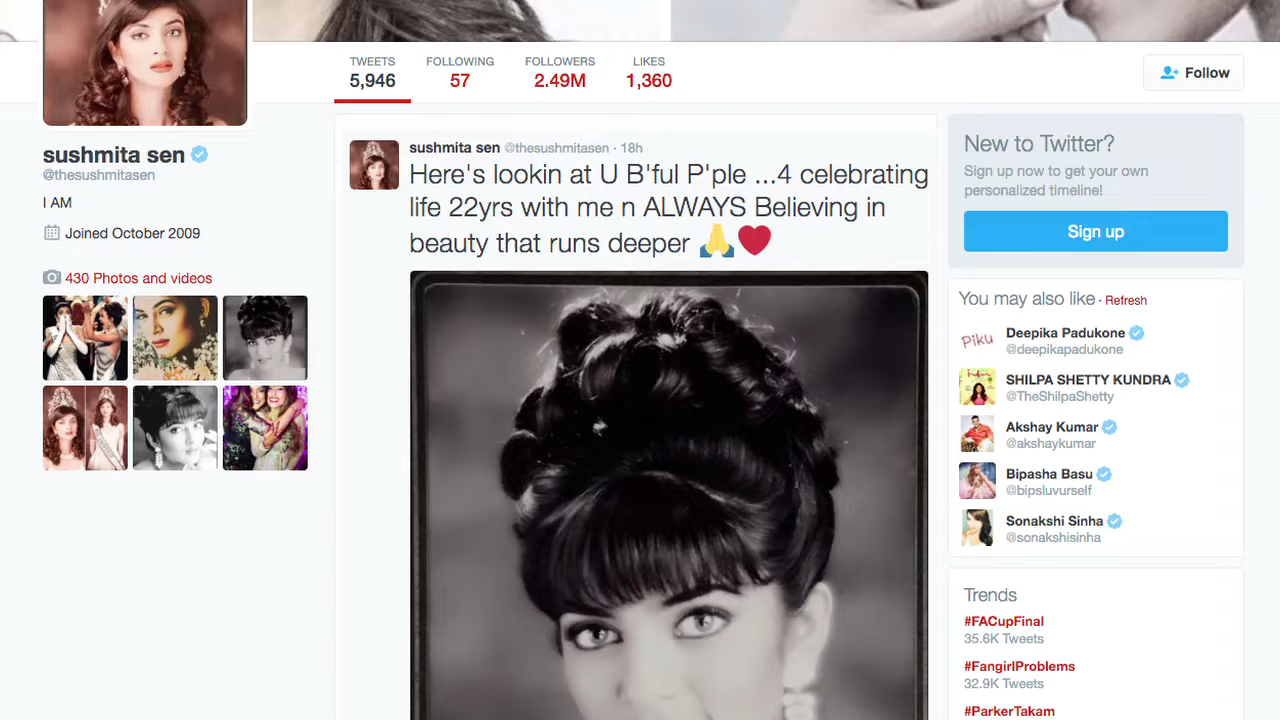 TWEETS
5,946
FOLLOWING
57
FOLLOWERS
2.49M
LIKES
1,360
Follow
sushmita sen
@thesushmitasen
I AM
Joined October 2009
430 Photos and videos
sushmita sen @thesushmitasen · 18h
Here's lookin at U B'ful P'ple ...4 celebrating
life 22yrs with me n ALWAYS Believing in
beauty that runs deeper 🙏❤️
New to Twitter?
Sign up now to get your own
personalized timeline!
Sign up
You may also like · Refresh
Piku
Deepika Padukone
@deepikapadukone
SHILPA SHETTY KUNDRA
@TheShilpaShetty
Akshay Kumar
@akshaykumar
Bipasha Basu
@bipsluvurself
Sonakshi Sinha
@sonakshisinha
Trends
#FACupFinal
35.6K Tweets
#FangirlProblems
32.9K Tweets
#ParkerTakam